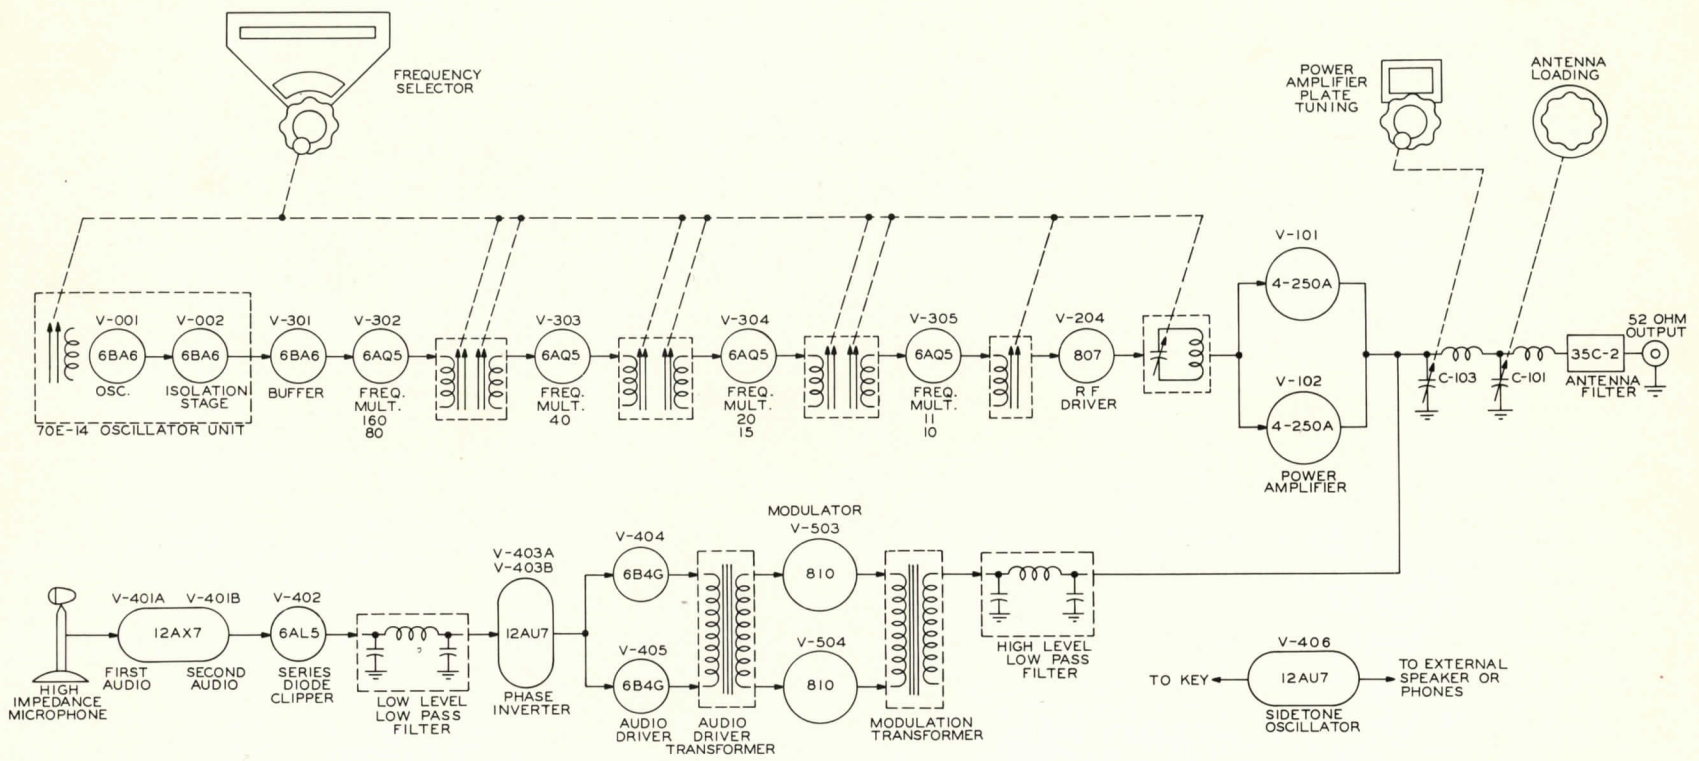 FREQUENCY
SELECTOR
POWER
AMPLIFIER
PLATE
TUNING
ANTENNA
LOADING
V-001
6BA6
OSC.
V-002
6BA6
ISOLATION
STAGE
70E-14 OSCILLATOR UNIT
V-301
6BA6
BUFFER
V-302
6AQ5
FREQ.
MULT.
160
80
V-303
6AQ5
FREQ.
MULT.
40
V-304
6AQ5
FREQ.
MULT.
20
15
V-305
6AQ5
FREQ.
MULT.
11
10
V-204
807
RF
DRIVER
V-101
4-250A
V-102
4-250A
POWER
AMPLIFIER
C-103
C-101
35C-2
ANTENNA
FILTER
52 OHM
OUTPUT
HIGH
IMPEDANCE
MICROPHONE
V-401A V-401B
12AX7
FIRST
AUDIO
SECOND
AUDIO
V-402
6AL5
SERIES
DIODE
CLIPPER
LOW LEVEL
LOW PASS
FILTER
V-403A
V-403B
12AU7
PHASE
INVERTER
V-404
6B4G
V-405
6B4G
AUDIO
DRIVER
AUDIO
DRIVER
TRANSFORMER
MODULATOR
V-503
810
V-504
810
MODULATION
TRANSFORMER
HIGH LEVEL
LOW PASS
FILTER
V-406
TO KEY
12AU7
TO EXTERNAL
SPEAKER OR
PHONES
SIDETONE
OSCILLATOR